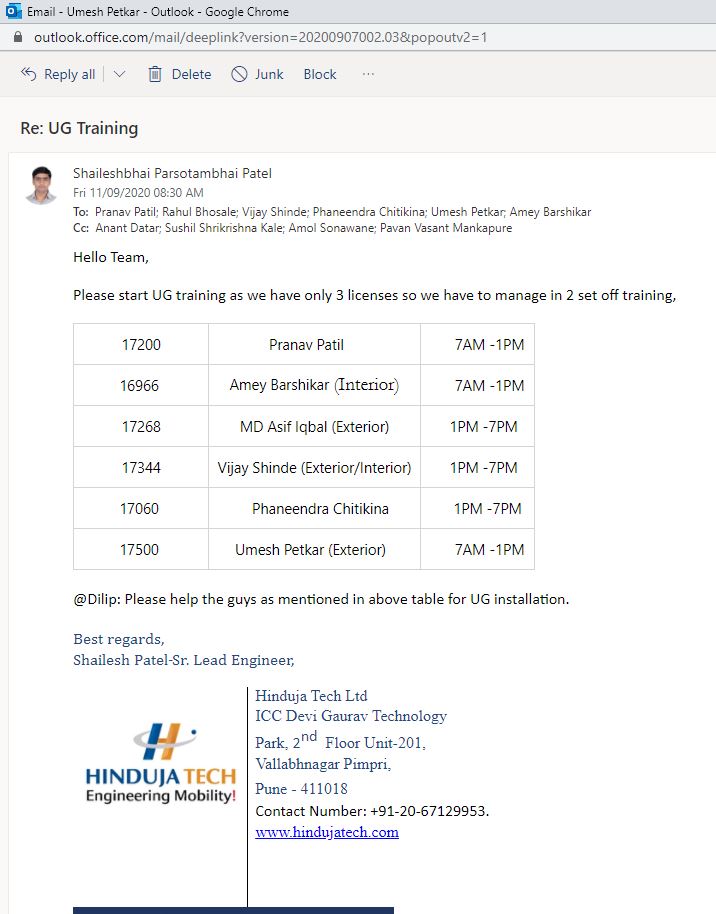 Email - Umesh Petkar - Outlook - Google Chrome
outlook.office.com/mail/deeplink?version=20200907002.03&popoutv2=1
Reply all Delete Junk Block ...
Re: UG Training
Shaileshbhai Parsotambhai Patel
Fri 11/09/2020 08:30 AM
To: Pranav Patil; Rahul Bhosale; Vijay Shinde; Phaneendra Chitikina; Umesh Petkar; Amey Barshikar
Cc: Anant Datar; Sushil Shrikrishna Kale; Amol Sonawane; Pavan Vasant Mankapure
Hello Team,
Please start UG training as we have only 3 licenses so we have to manage in 2 set off training,
17200 Pranav Patil 7AM -1PM
16966 Amey Barshikar (Interior) 7AM -1PM
17268 MD Asif Iqbal (Exterior) 1PM -7PM
17344 Vijay Shinde (Exterior/Interior) 1PM -7PM
17060 Phaneendra Chitikina 1PM -7PM
17500 Umesh Petkar (Exterior) 7AM -1PM
@Dilip: Please help the guys as mentioned in above table for UG installation.
Best regards,
Shailesh Patel-Sr. Lead Engineer,
HINDUJA TECH
Engineering Mobility!
Hinduja Tech Ltd
ICC Devi Gaurav Technology
Park, 2nd Floor Unit-201,
Vallabhnagar Pimpri,
Pune - 411018
Contact Number: +91-20-67129953.
www.hindujatech.com